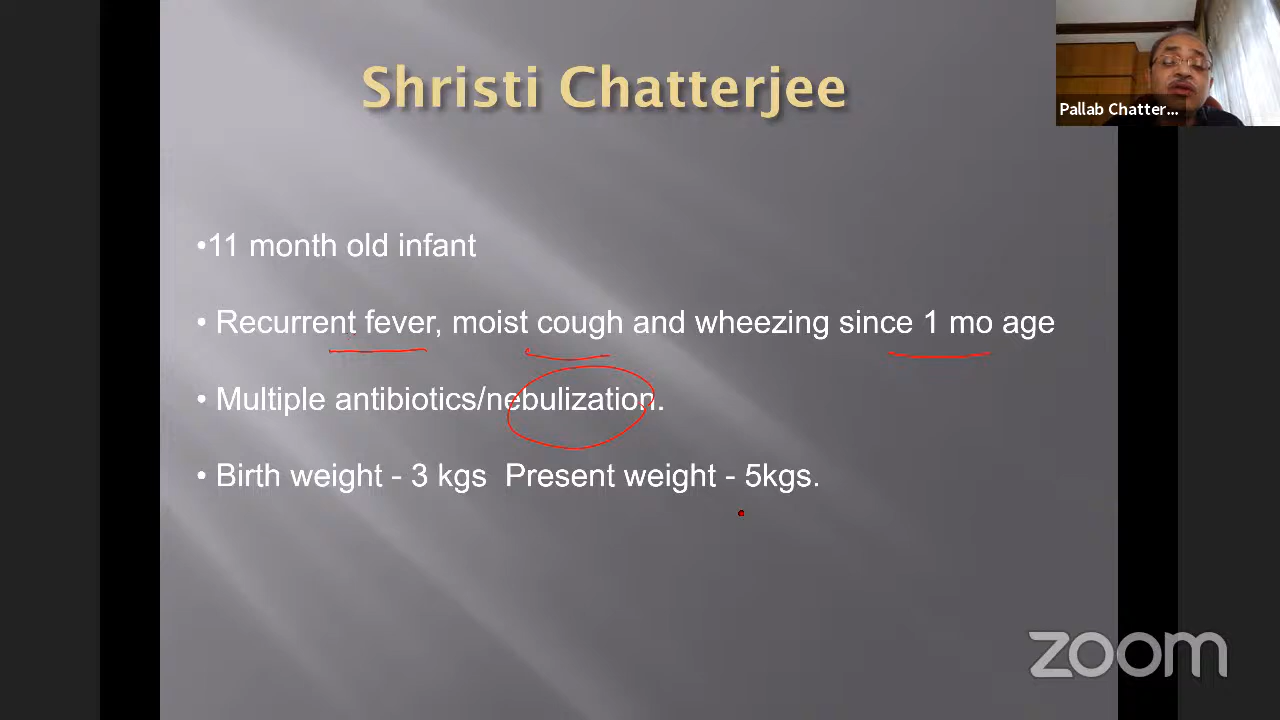 Shristi Chatterjee
Pallab Chatter...
•11 month old infant
• Recurrent fever, moist cough and wheezing since 1 mo age
• Multiple antibiotics/nebulization.
• Birth weight - 3 kgs  Present weight - 5kgs.
zoom